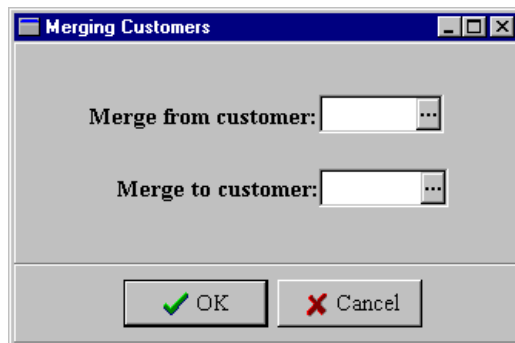 Merging Customers
Merge from customer: ...
Merge to customer: ...
OK Cancel